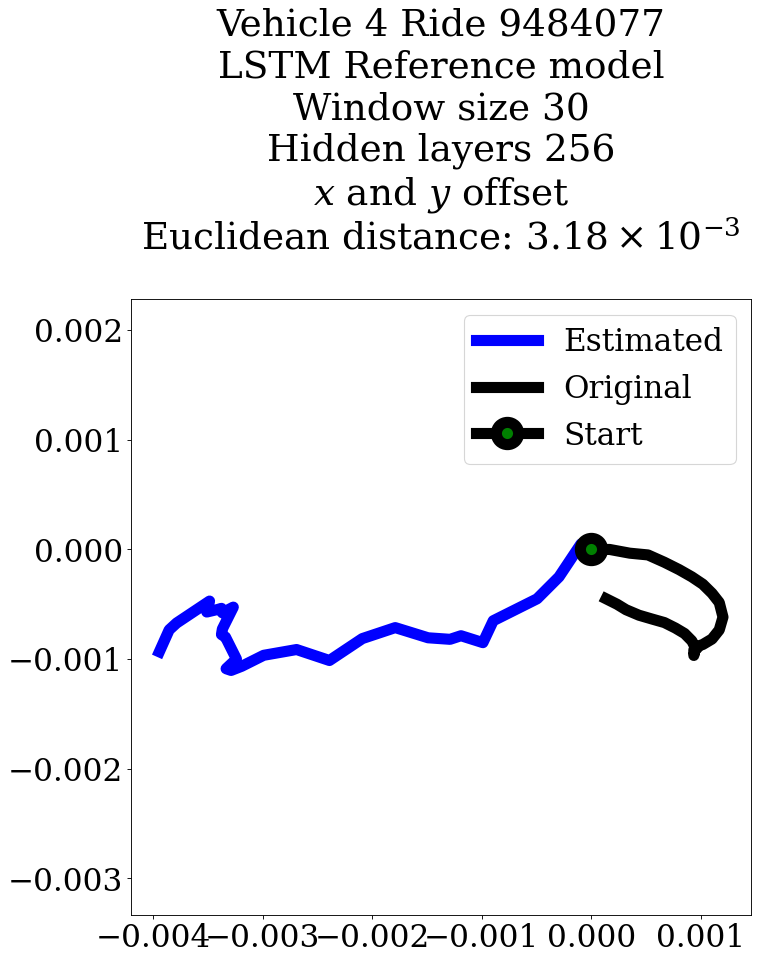 Vehicle 4 Ride 9484077
LSTM Reference model
Window size 30
Hidden layers 256
x and y offset
Euclidean distance: 3.18 × 10⁻³
Estimated
Original
Start
0.002
0.001
0.000
−0.001
−0.002
−0.003
−0.004 −0.003 −0.002 −0.001 0.000 0.001